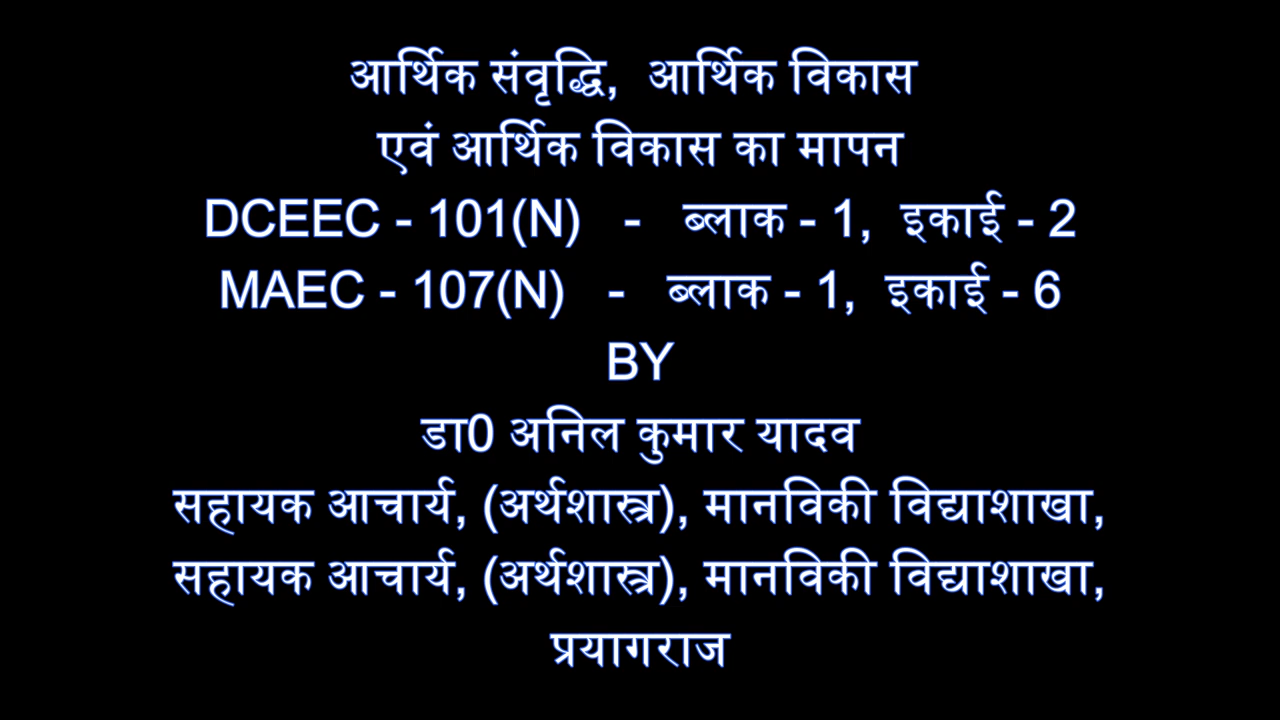 आर्थिक संवृद्धि,  आर्थिक विकास
एवं आर्थिक विकास का मापन
DCEEC - 101(N)   -   ब्लाक - 1,  इकाई - 2
MAEC - 107(N)   -   ब्लाक - 1,  इकाई - 6
BY
डा0 अनिल कुमार यादव
सहायक आचार्य, (अर्थशास्त्र), मानविकी विद्याशाखा,
सहायक आचार्य, (अर्थशास्त्र), मानविकी विद्याशाखा,
प्रयागराज